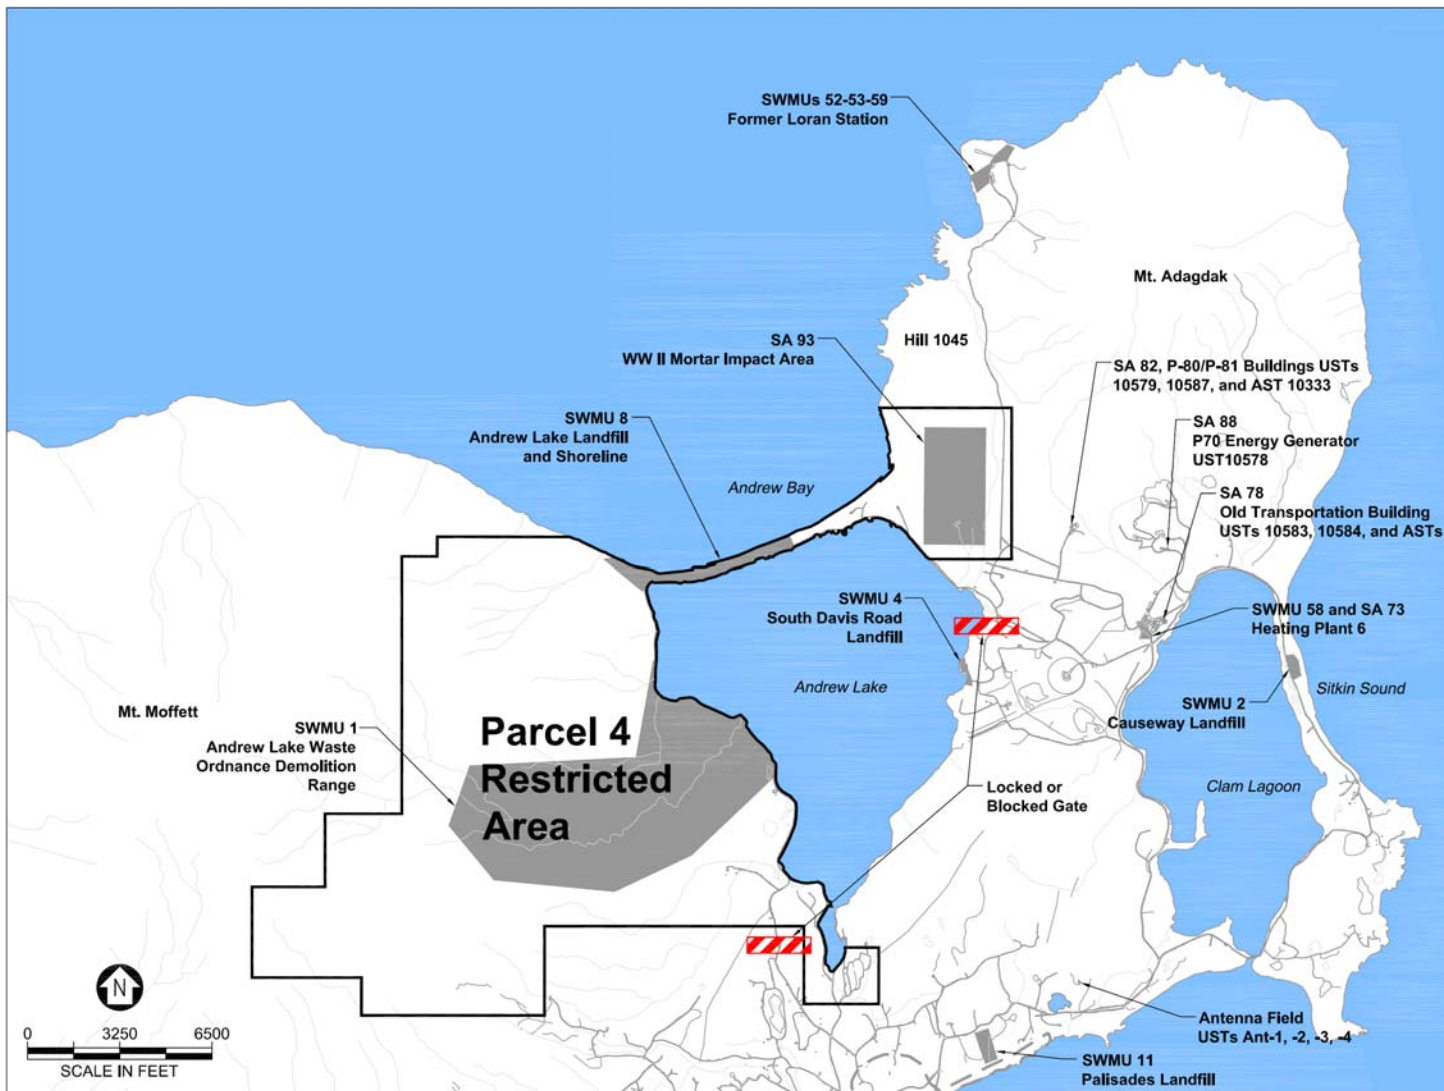 SWMUs 52-53-59
Former Loran Station
Mt. Adagdak
Hill 1045
SA 93
WW II Mortar Impact Area
SA 82, P-80/P-81 Buildings USTs
10579, 10587, and AST 10333
SWMU 8
Andrew Lake Landfill
and Shoreline
SA 88
P70 Energy Generator
UST10578
Andrew Bay
SA 78
Old Transportation Building
USTs 10583, 10584, and ASTs
SWMU 4
South Davis Road
Landfill
SWMU 58 and SA 73
Heating Plant 6
Andrew Lake
Sitkin Sound
SWMU 2
Causeway Landfill
Mt. Moffett
SWMU 1
Andrew Lake Waste
Ordnance Demolition
Range
Parcel 4
Restricted
Area
Locked or
Blocked Gate
Clam Lagoon
N
0 3250 6500
SCALE IN FEET
Antenna Field
USTs Ant-1, -2, -3, -4
SWMU 11
Palisades Landfill